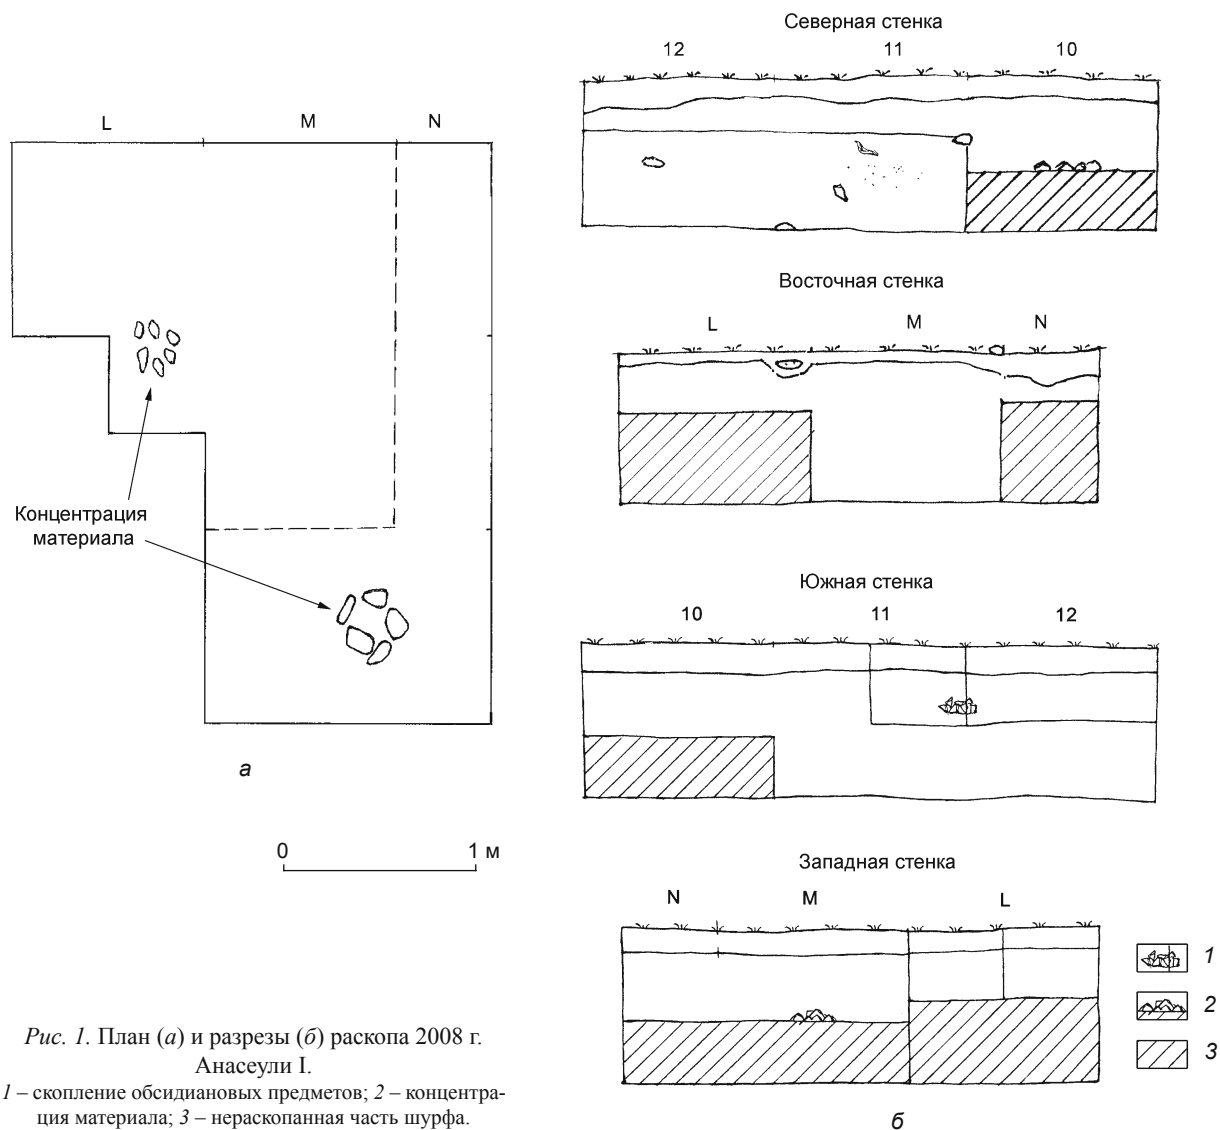 L M N
Концентрация
материала
а
0 1 м
Рис. 1. План (а) и разрезы (б) раскопа 2008 г.
Анасеули I.
1 – скопление обсидиановых предметов; 2 – концентра-
ция материала; 3 – нераскопанная часть шурфа.
Северная стенка
12 11 10
Восточная стенка
L M N
Южная стенка
10 11 12
Западная стенка
N M L
1
2
3
б